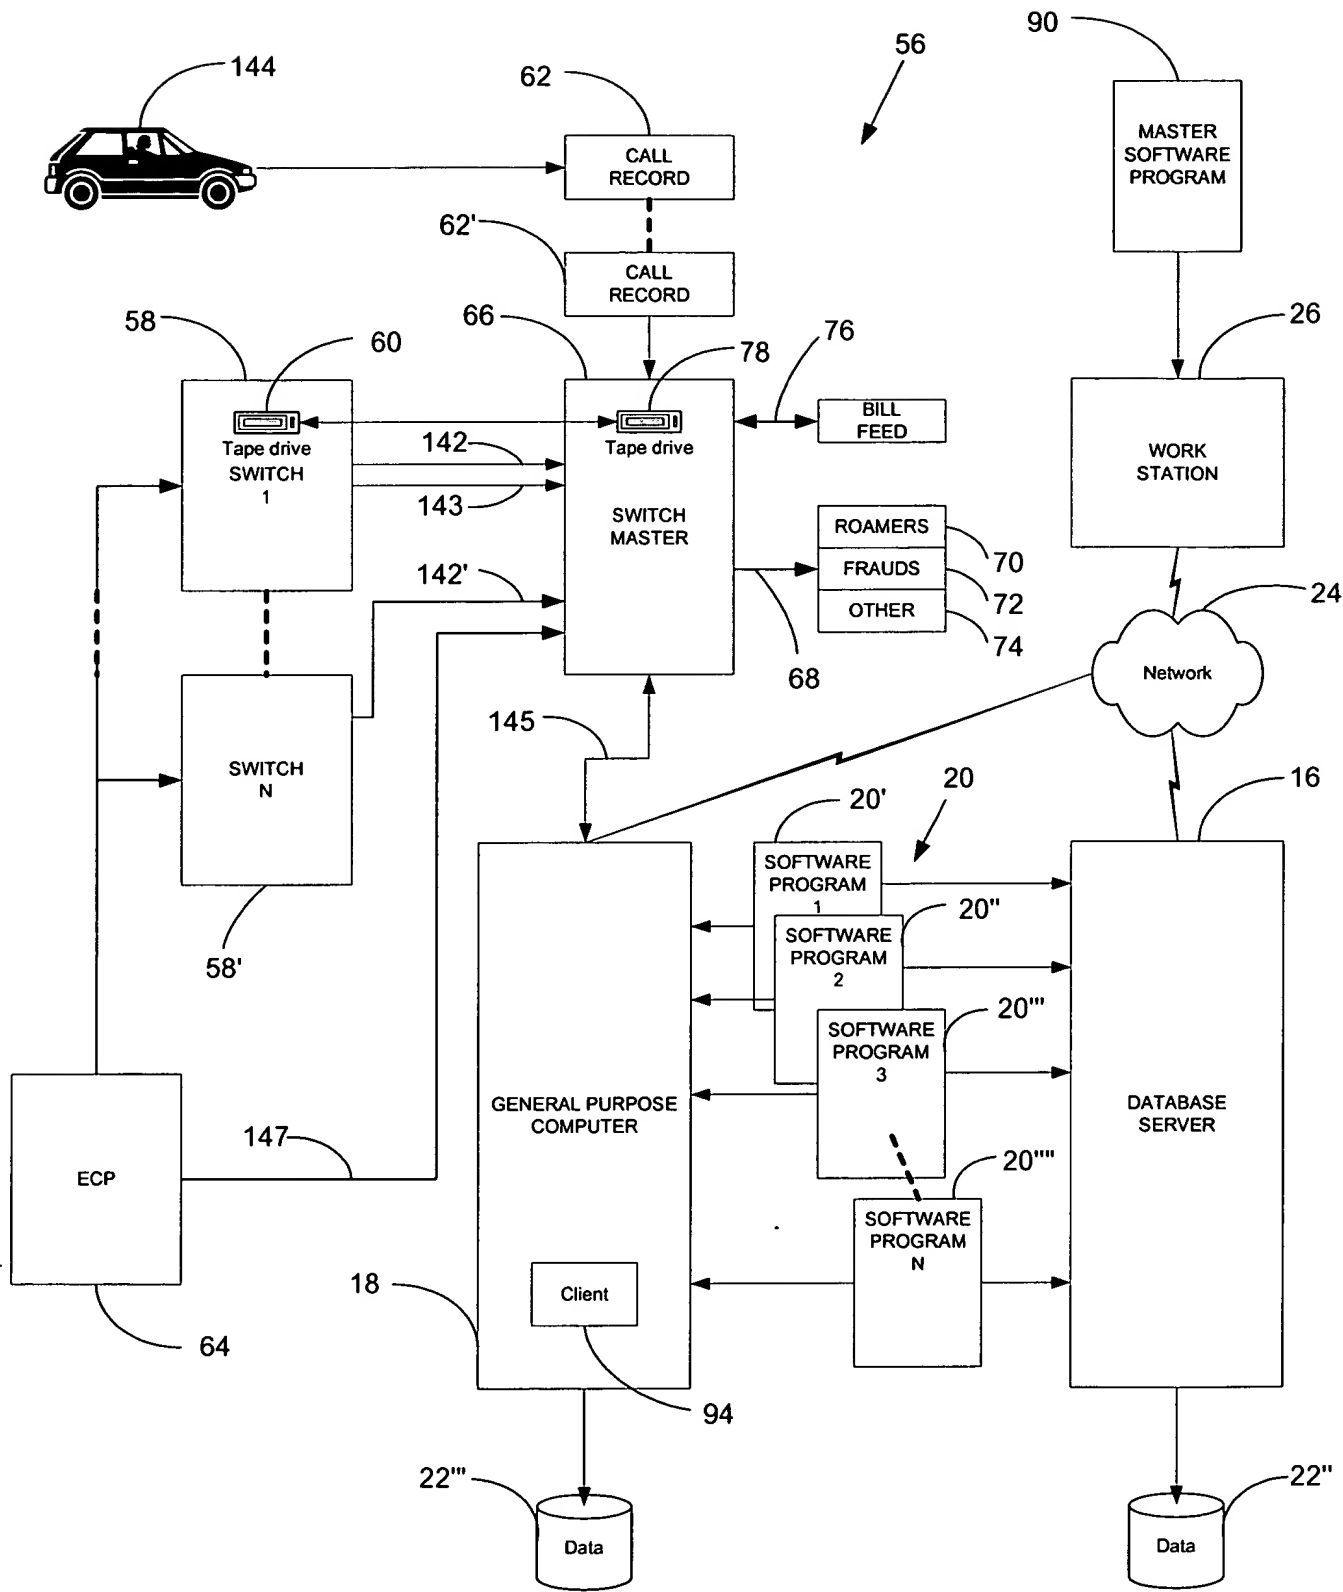 90
56
144
62
CALL
RECORD
MASTER
SOFTWARE
PROGRAM
62'
CALL
RECORD
58
60
66
78
76
26
Tape drive
SWITCH
1
Tape drive
SWITCH
MASTER
BILL
FEED
WORK
STATION
142
143
142'
ROAMERS
FRAUDS
OTHER
70
72
74
68
24
Network
145
SWITCH
N
58'
20'
20
16
SOFTWARE
PROGRAM
1
20"
SOFTWARE
PROGRAM
2
20'''
SOFTWARE
PROGRAM
3
GENERAL PURPOSE
COMPUTER
DATABASE
SERVER
147
ECP
64
20""
SOFTWARE
PROGRAM
N
18
Client
94
22'''
Data
22"
Data